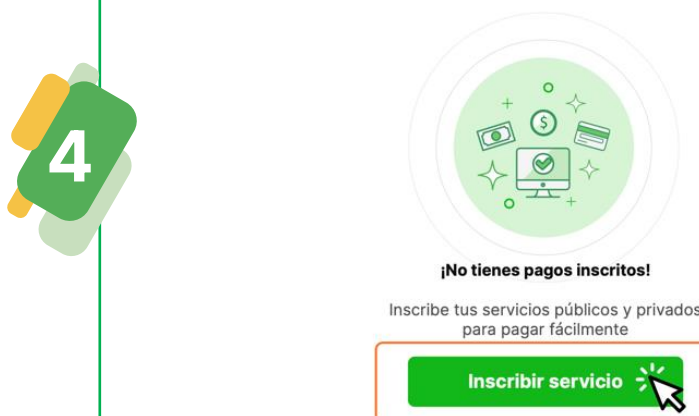 4
$
¡No tienes pagos inscritos!
Inscribe tus servicios públicos y privados
para pagar fácilmente
Inscribir servicio